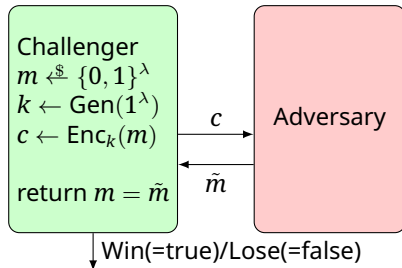 Challenger
m ←$ {0, 1}^λ
k ← Gen(1^λ)
c ← Enc_k(m)
return m = m̃
c
m̃
Adversary
Win(=true)/Lose(=false)